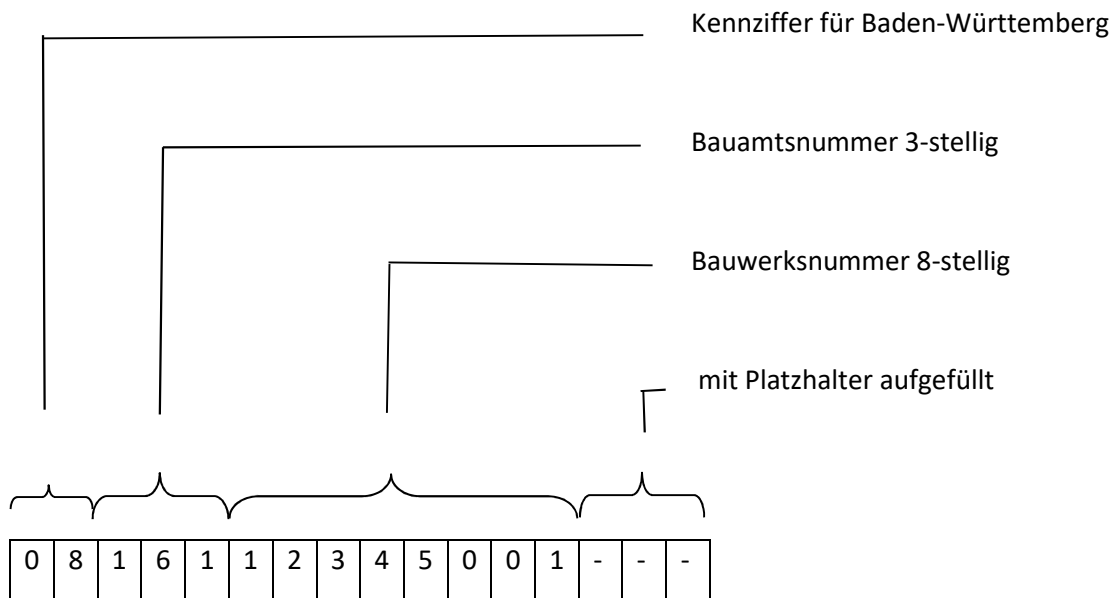 Kennziffer für Baden-Württemberg
Bauamtsnummer 3-stellig
Bauwerksnummer 8-stellig
mit Platzhalter aufgefüllt
0 8 1 6 1 1 2 3 4 5 0 0 1 - - -